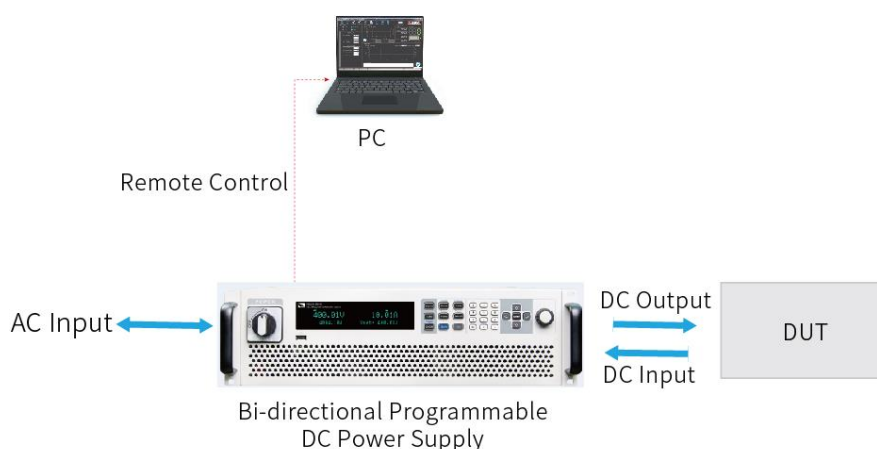 PC
Remote Control
AC Input
DC Output
DC Input
DUT
Bi-directional Programmable
DC Power Supply